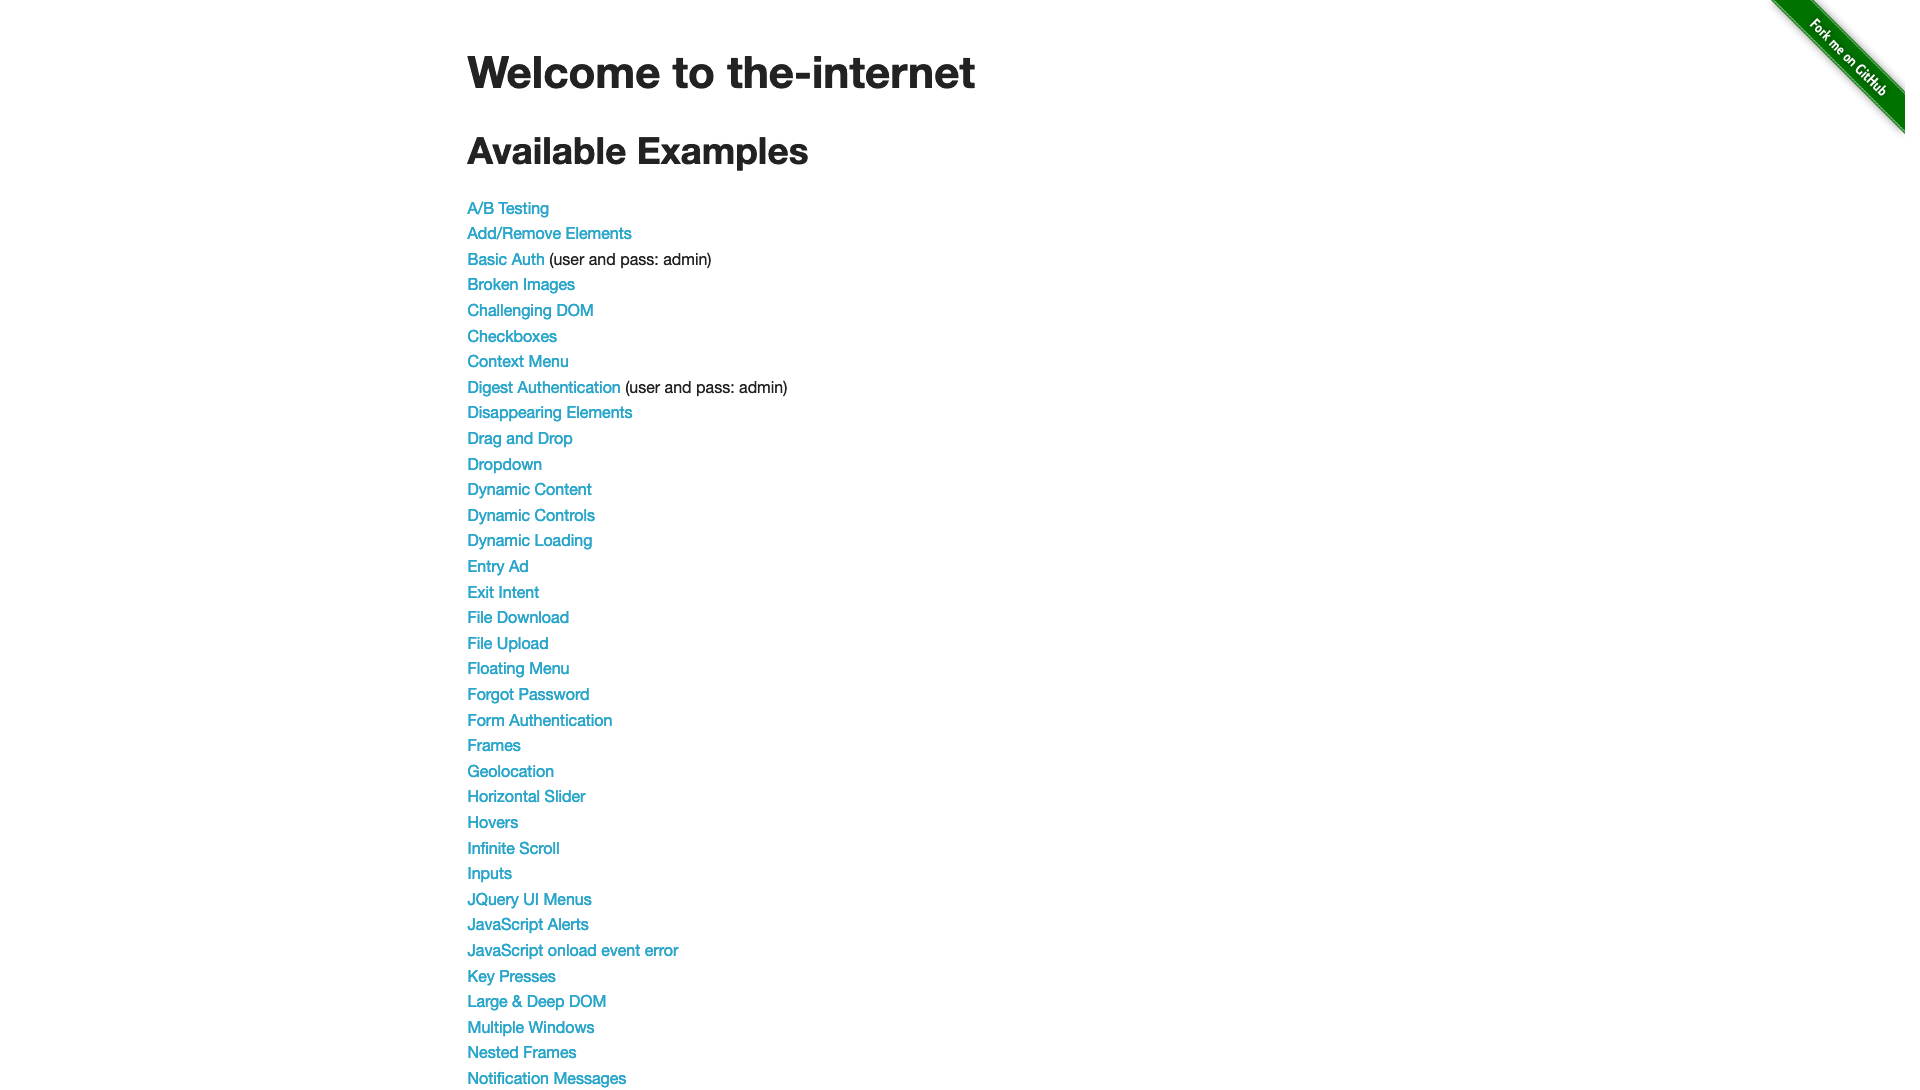 Fork me on GitHub
Welcome to the-internet
Available Examples
A/B Testing
Add/Remove Elements
Basic Auth (user and pass: admin)
Broken Images
Challenging DOM
Checkboxes
Context Menu
Digest Authentication (user and pass: admin)
Disappearing Elements
Drag and Drop
Dropdown
Dynamic Content
Dynamic Controls
Dynamic Loading
Entry Ad
Exit Intent
File Download
File Upload
Floating Menu
Forgot Password
Form Authentication
Frames
Geolocation
Horizontal Slider
Hovers
Infinite Scroll
Inputs
JQuery UI Menus
JavaScript Alerts
JavaScript onload event error
Key Presses
Large & Deep DOM
Multiple Windows
Nested Frames
Notification Messages